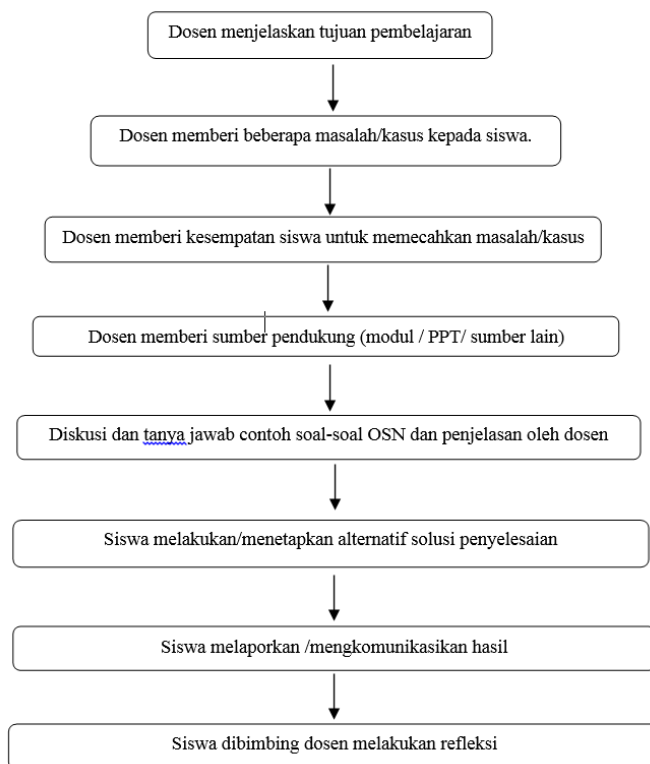 Dosen menjelaskan tujuan pembelajaran
Dosen memberi beberapa masalah/kasus kepada siswa.
Dosen memberi kesempatan siswa untuk memecahkan masalah/kasus
Dosen memberi sumber pendukung (modul / PPT/ sumber lain)
Diskusi dan tanya jawab contoh soal-soal OSN dan penjelasan oleh dosen
Siswa melakukan/menetapkan alternatif solusi penyelesaian
Siswa melaporkan /mengkomunikasikan hasil
Siswa dibimbing dosen melakukan refleksi